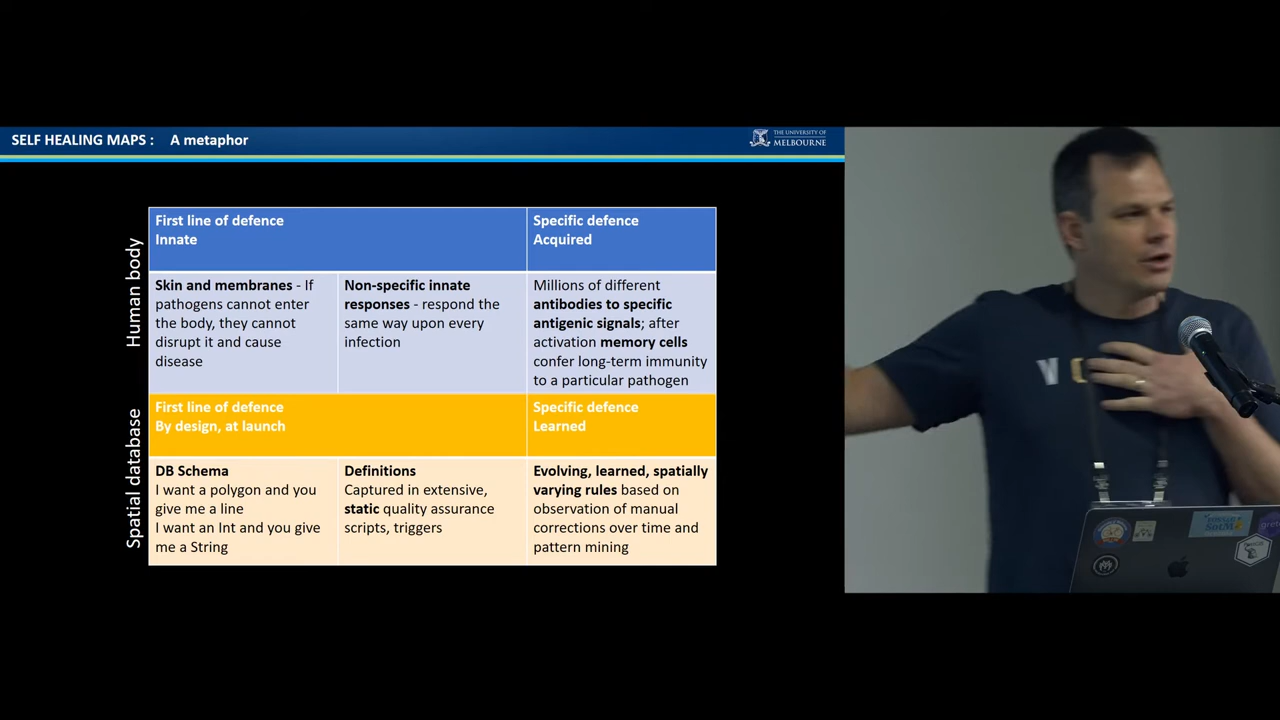 SELF HEALING MAPS : A metaphor
THE UNIVERSITY OF
MELBOURNE
Human body
First line of defence
Innate
Specific defence
Acquired
Skin and membranes - If
pathogens cannot enter
the body, they cannot
disrupt it and cause
disease
Non-specific innate
responses - respond the
same way upon every
infection
Millions of different
antibodies to specific
antigenic signals; after
activation memory cells
confer long-term immunity
to a particular pathogen
Spatial database
First line of defence
By design, at launch
Specific defence
Learned
DB Schema
I want a polygon and you
give me a line
I want an Int and you give
me a String
Definitions
Captured in extensive,
static quality assurance
scripts, triggers
Evolving, learned, spatially
varying rules based on
observation of manual
corrections over time and
pattern mining